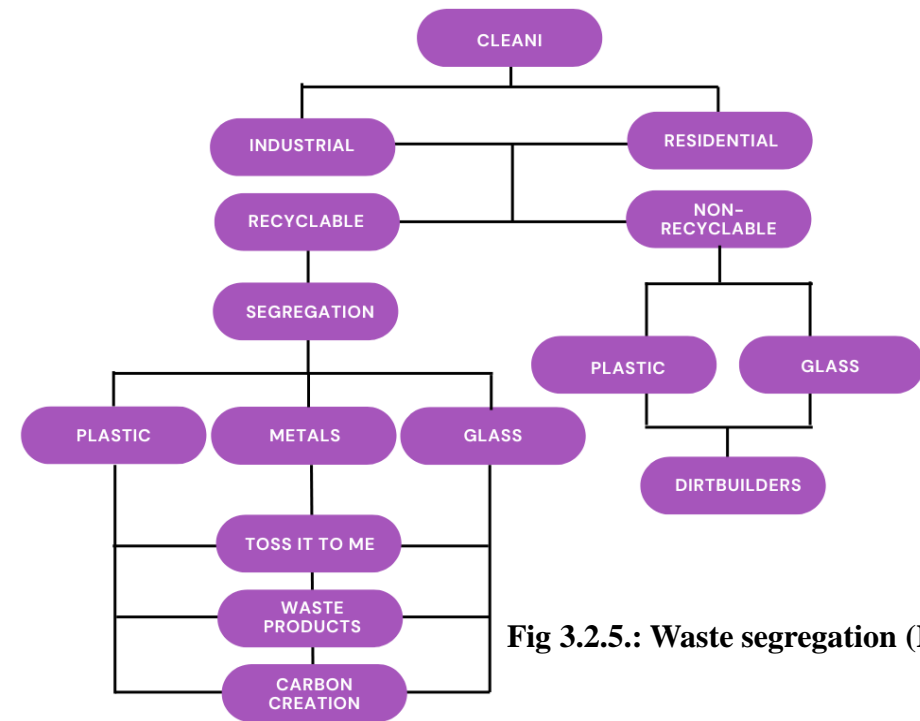 CLEANI
INDUSTRIAL
RESIDENTIAL
RECYCLABLE
NON-
RECYCLABLE
SEGREGATION
PLASTIC
GLASS
PLASTIC
METALS
GLASS
DIRTBUILDERS
TOSS IT TO ME
WASTE
PRODUCTS
Fig 3.2.5.: Waste segregation (
CARBON
CREATION